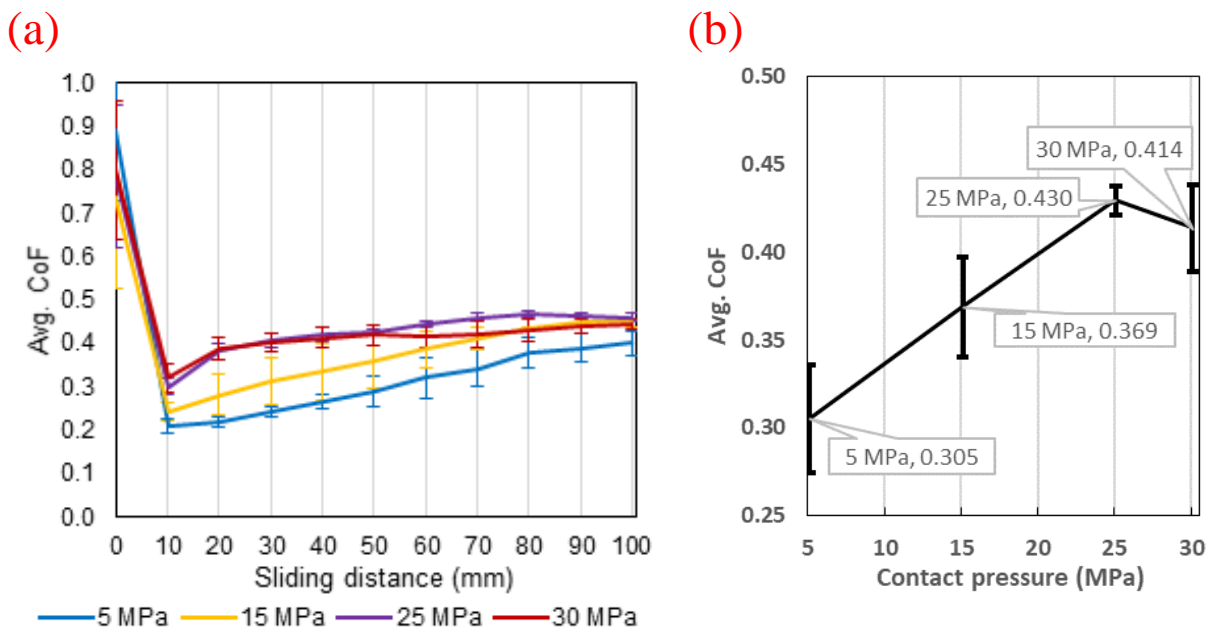 (a)
1.0
0.9
0.8
0.7
0.6
0.5
0.4
0.3
0.2
0.1
0.0
Avg. CoF
0 10 20 30 40 50 60 70 80 90 100
Sliding distance (mm)
5 MPa 15 MPa 25 MPa 30 MPa
(b)
0.50
0.45
0.40
0.35
0.30
0.25
Avg. CoF
30 MPa, 0.414
25 MPa, 0.430
15 MPa, 0.369
5 MPa, 0.305
5 10 15 20 25 30
Contact pressure (MPa)